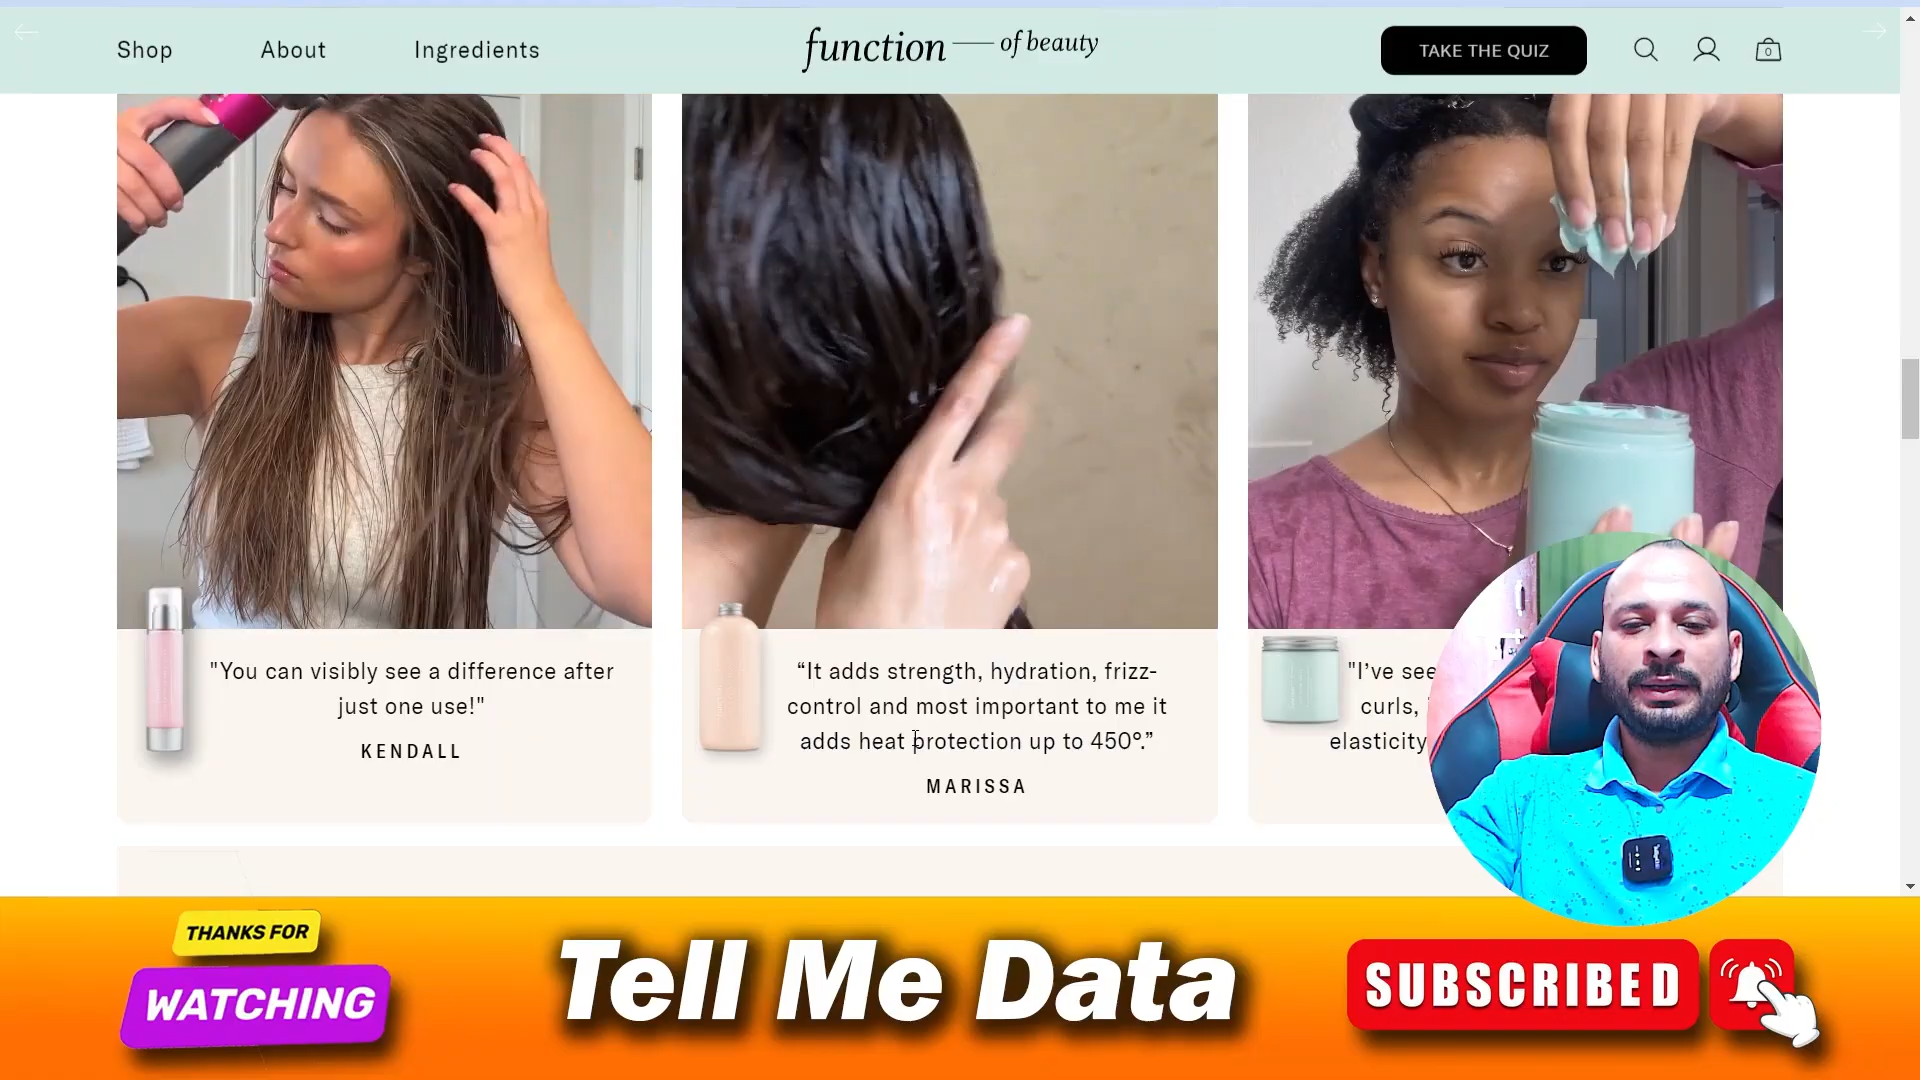 Shop About Ingredients function — of beauty TAKE THE QUIZ 0
"You can visibly see a difference after
just one use!"
KENDALL
“It adds strength, hydration, frizz-
control and most important to me it
adds heat protection up to 450°.”
MARISSA
"I’ve see
curls,
elasticity
THANKS FOR
WATCHING
Tell Me Data
SUBSCRIBED